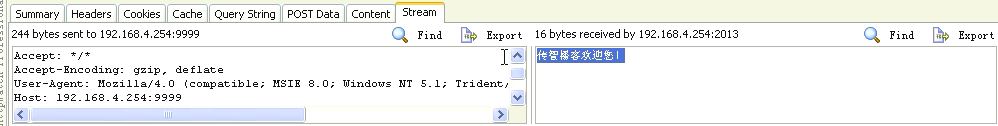 Summary Headers Cookies Cache Query String POST Data Content Stream
244 bytes sent to 192.168.4.254:9999 Find Export
16 bytes received by 192.168.4.254:2013 Find Export
Accept: */*
Accept-Encoding: gzip, deflate
User-Agent: Mozilla/4.0 (compatible; MSIE 8.0; Windows NT 5.1; Trident/
Host: 192.168.4.254:9999
传智播客欢迎您!